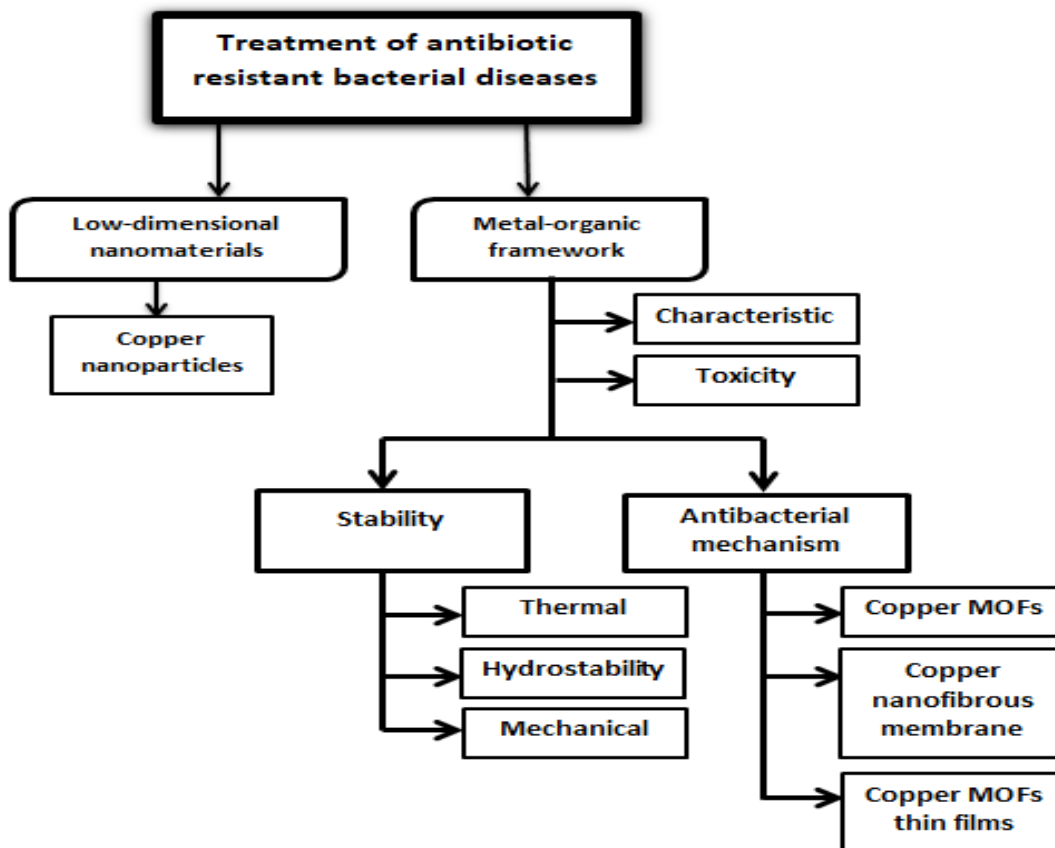 Treatment of antibiotic
resistant bacterial diseases
Low-dimensional
nanomaterials
Metal-organic
framework
Copper
nanoparticles
Characteristic
Toxicity
Stability
Antibacterial
mechanism
Thermal
Hydrostability
Mechanical
Copper MOFs
Copper
nanofibrous
membrane
Copper MOFs
thin films